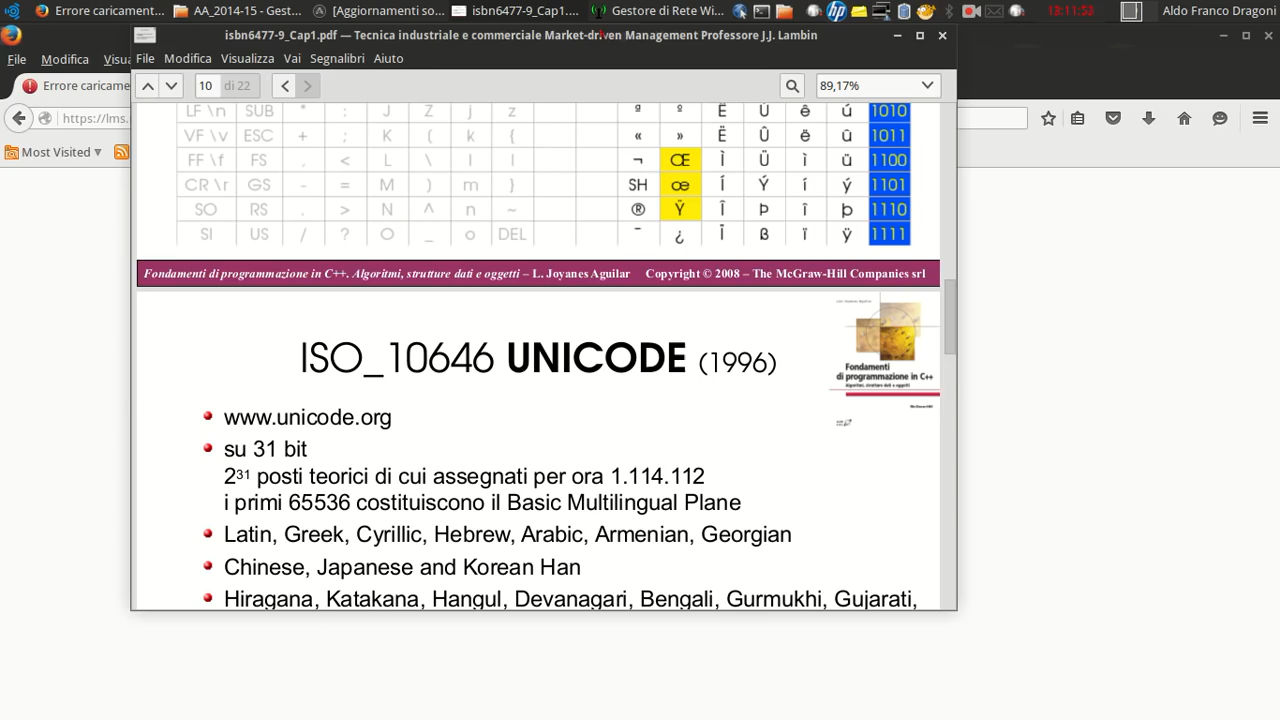 Errore caricament... AA_2014-15 - Gest... [Aggiornamenti so... isbn6477-9_Cap1.... Gestore di Rete Wi... 13:11:53 Aldo Franco Dragon
isbn6477-9_Cap1.pdf — Tecnica industriale e commerciale Market-driven Management Professore J.J. Lambin
File Modifica Visualizza Vai Segnalibri Aiuto
File Modifica Visua
Errore caricame
10 di 22 89,17%
https://lms.
Most Visited
LF \n SUB * : J Z j z ª º Ê Ú ê ú 1010
VF \v ESC + ; K ( k { « » Ë Û ë û 1011
FF \f FS , < L \ l | ¬ Œ Ì Ü ì ü 1100
CR \r GS - = M ) m } SH œ Í Ý í ý 1101
SO RS . > N ^ n ~ ® Ÿ Î Þ î þ 1110
SI US / ? O _ o DEL ¯ ¿ Ï ß ï ÿ 1111
Fondamenti di programmazione in C++. Algoritmi, strutture dati e oggetti – L. Joyanes Aguilar Copyright © 2008 – The McGraw-Hill Companies srl
ISO_10646 UNICODE (1996)
Fondamenti
di programmazione in C++
Algoritmi, strutture dati e oggetti
www.unicode.org
su 31 bit
2³¹ posti teorici di cui assegnati per ora 1.114.112
i primi 65536 costituiscono il Basic Multilingual Plane
Latin, Greek, Cyrillic, Hebrew, Arabic, Armenian, Georgian
Chinese, Japanese and Korean Han
Hiragana, Katakana, Hangul, Devanagari, Bengali, Gurmukhi, Gujarati,